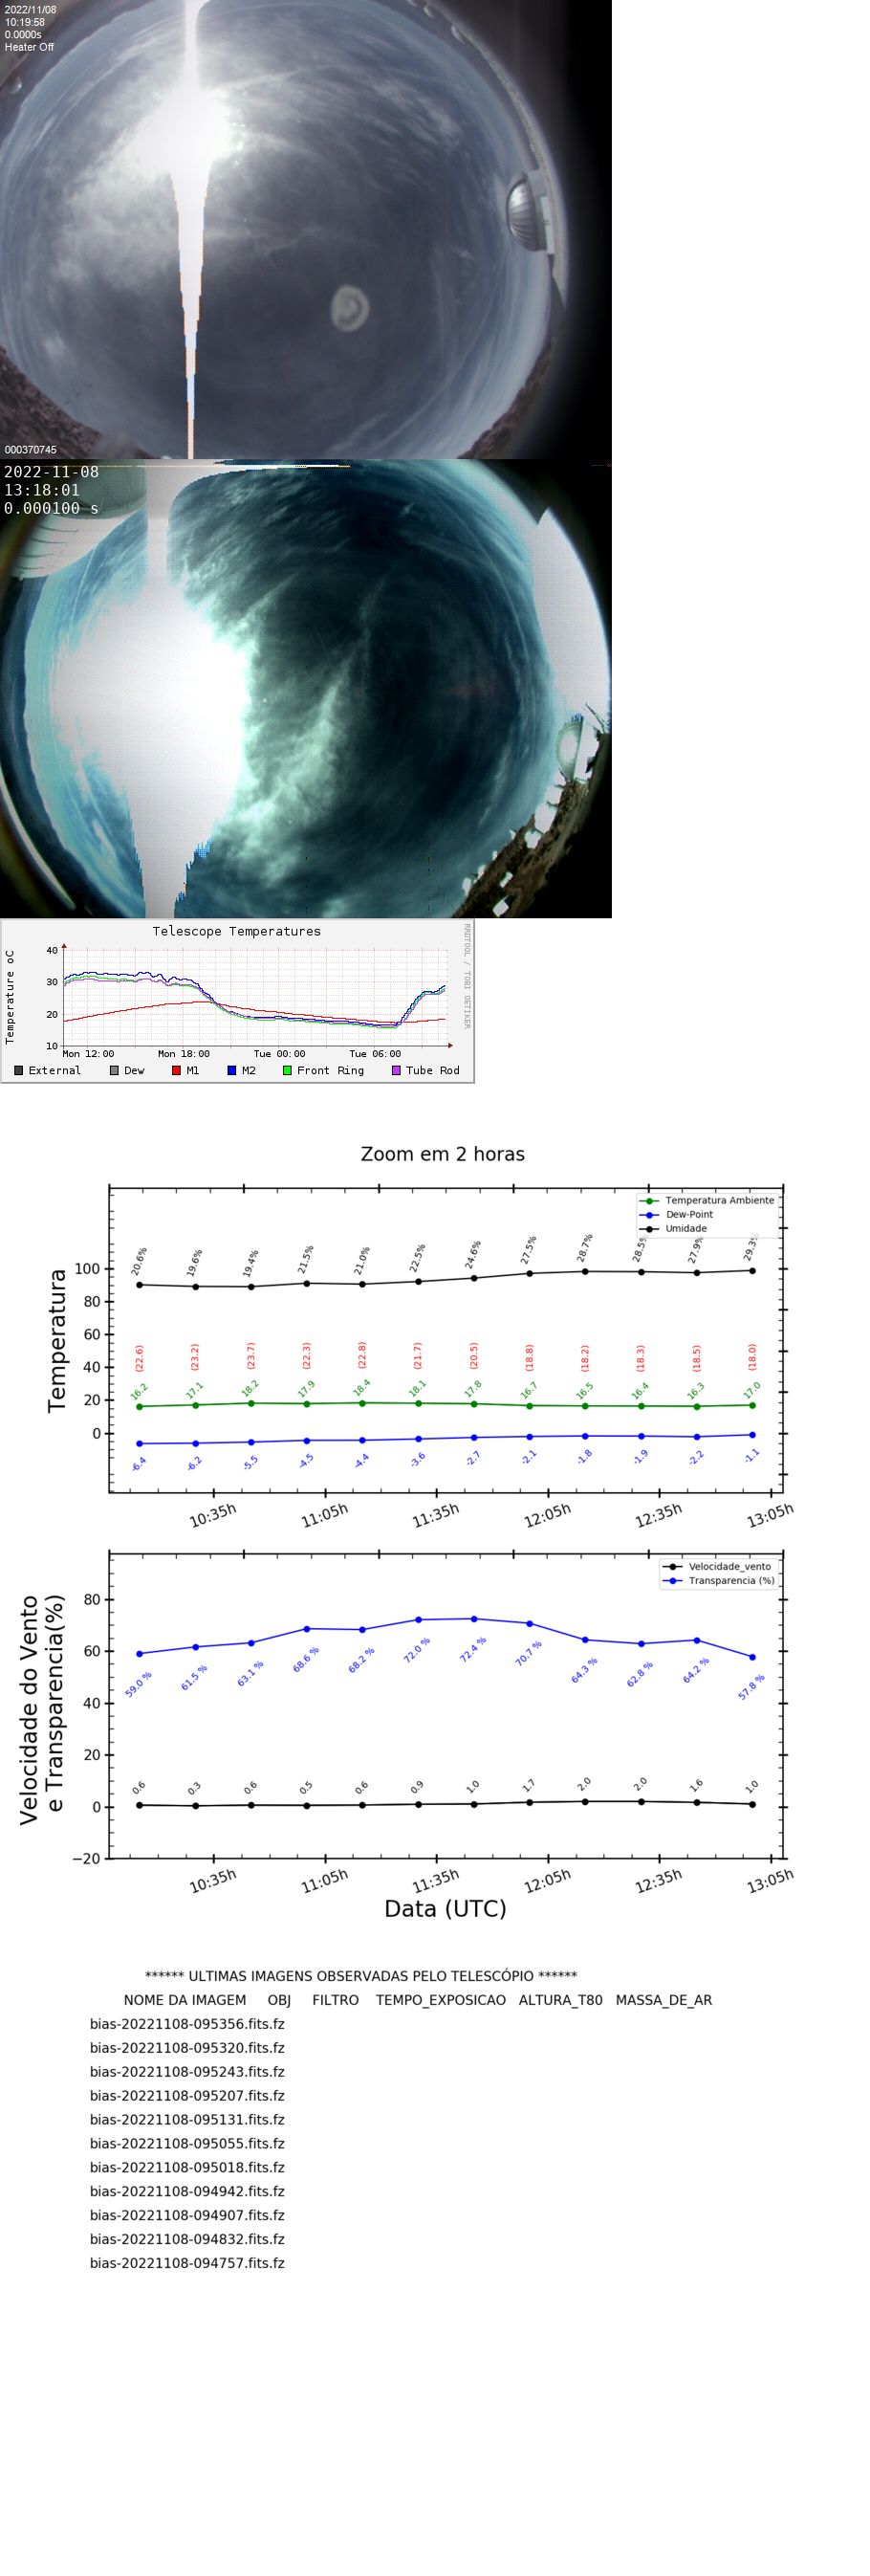 2022/11/08
10:19:58
0.0000s
Heater Off
000370745
2022-11-08
13:18:01
0.000100 s
Telescope Temperatures
RRDTOOL / TOBI OETIKER
Temperature oC
40
30
20
10
Mon 12:00 Mon 18:00 Tue 00:00 Tue 06:00
External Dew M1 M2 Front Ring Tube Rod
Zoom em 2 horas
Temperatura Ambiente
Dew-Point
Umidade
Temperatura
100
80
60
40
20
0
20.6% 19.6% 19.4% 21.5% 21.0% 22.5% 24.6% 27.5% 28.7% 28.5% 27.9% 29.3%
(22.6) (23.2) (23.7) (22.3) (22.8) (21.7) (20.5) (18.8) (18.2) (18.3) (18.5) (18.0)
16.2 17.1 18.2 17.9 18.4 18.1 17.8 16.7 16.5 16.4 16.3 17.0
-6.4 -6.2 -5.5 -4.5 -4.4 -3.6 -2.7 -2.1 -1.8 -1.9 -2.2 -1.1
10:35h 11:05h 11:35h 12:05h 12:35h 13:05h
Velocidade_vento
Transparencia (%)
Velocidade do Vento
e Transparencia(%)
80
60
40
20
0
−20
59.0 % 61.5 % 63.1 % 68.6 % 68.2 % 72.0 % 72.4 % 70.7 % 64.3 % 62.8 % 64.2 % 57.8 %
0.6 0.3 0.6 0.5 0.6 0.9 1.0 1.7 2.0 2.0 1.6 1.0
10:35h 11:05h 11:35h 12:05h 12:35h 13:05h
Data (UTC)
****** ULTIMAS IMAGENS OBSERVADAS PELO TELESCÓPIO ******
NOME DA IMAGEM OBJ FILTRO TEMPO_EXPOSICAO ALTURA_T80 MASSA_DE_AR
bias-20221108-095356.fits.fz
bias-20221108-095320.fits.fz
bias-20221108-095243.fits.fz
bias-20221108-095207.fits.fz
bias-20221108-095131.fits.fz
bias-20221108-095055.fits.fz
bias-20221108-095018.fits.fz
bias-20221108-094942.fits.fz
bias-20221108-094907.fits.fz
bias-20221108-094832.fits.fz
bias-20221108-094757.fits.fz